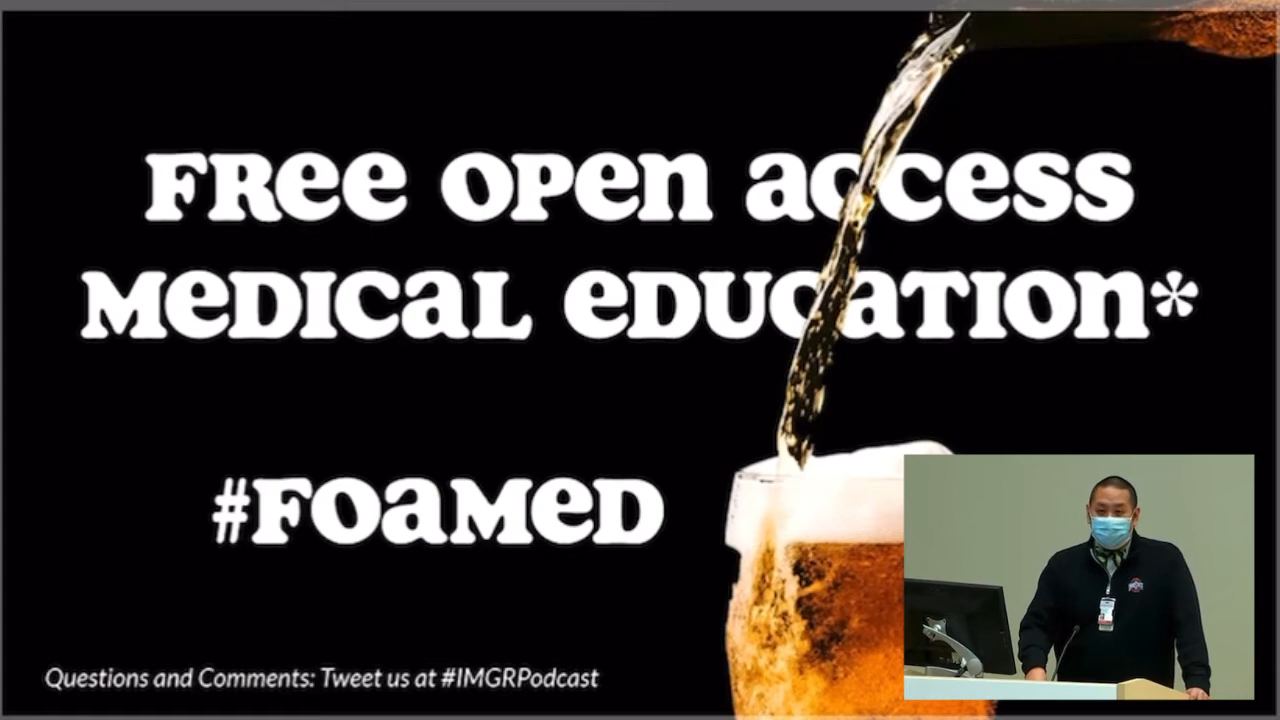 FRee OPen access
MeDICaL eDUCaTION*
#FOaMeD
Questions and Comments: Tweet us at #IMGRPodcast